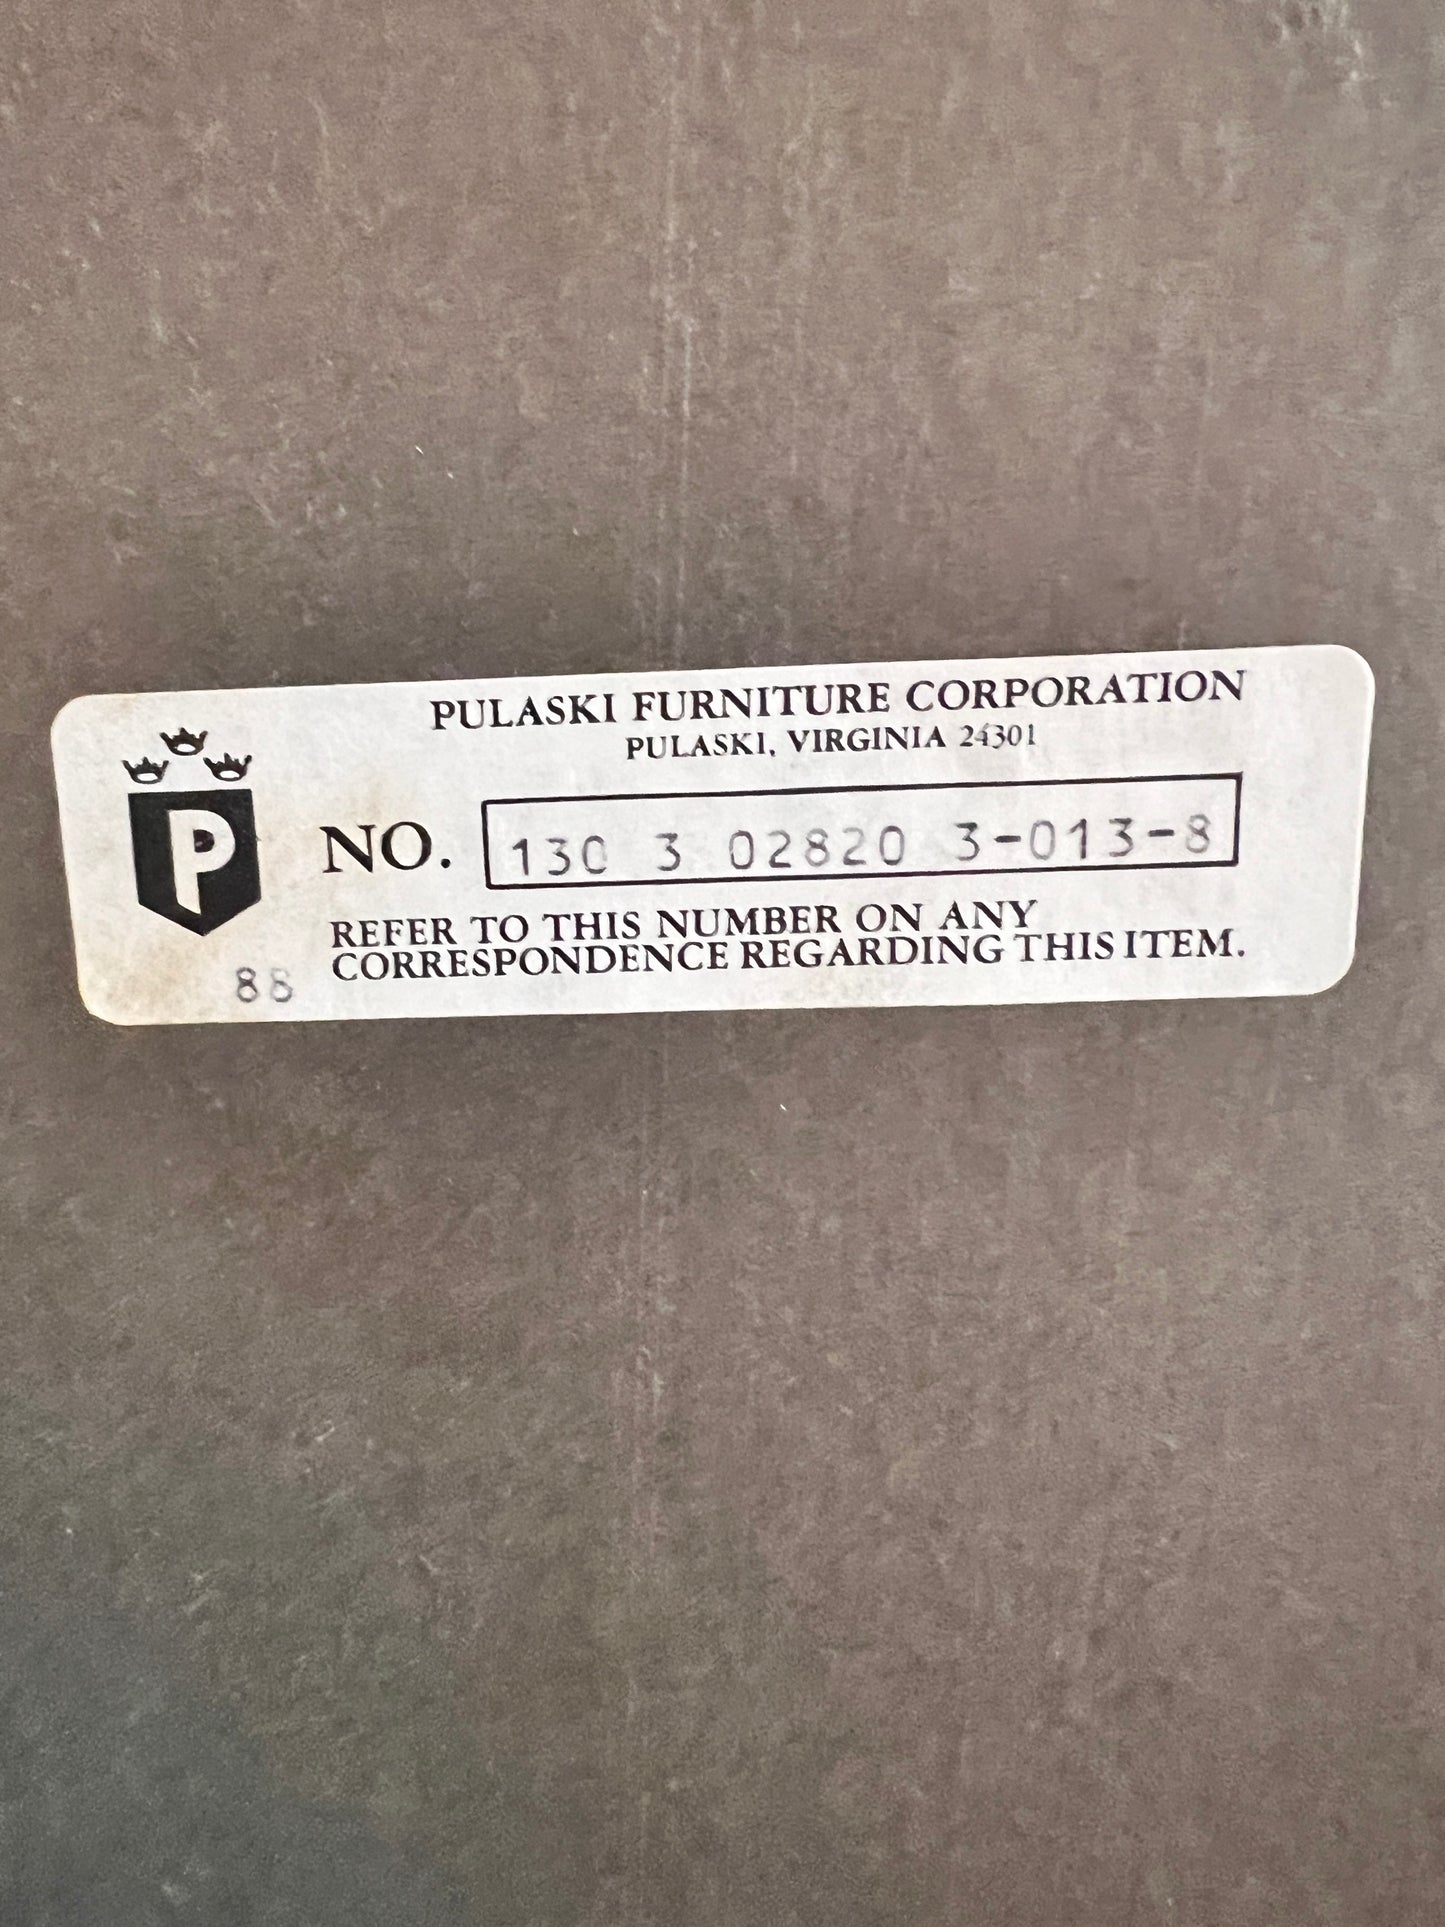 PULASKI FURNITURE CORPORATION
PULASKI, VIRGINIA 24301
P
NO. 130 3 02820 3-013-8
REFER TO THIS NUMBER ON ANY
CORRESPONDENCE REGARDING THIS ITEM.
88